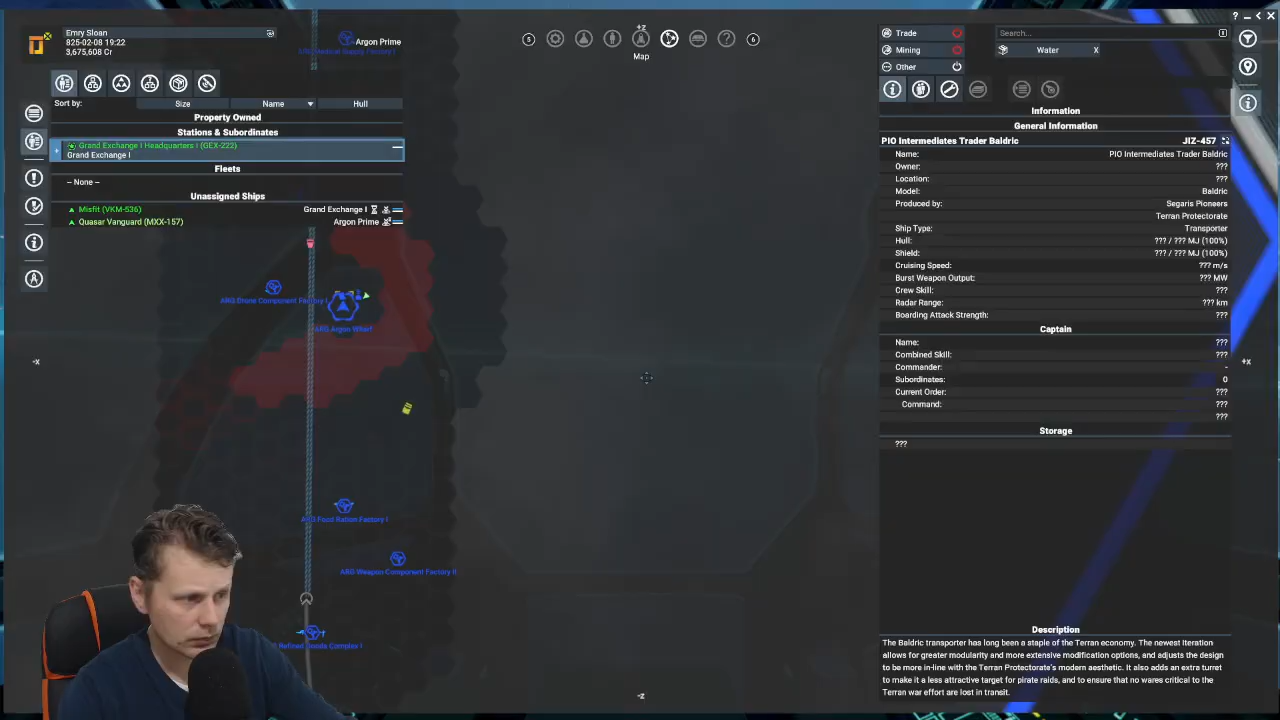 Emry Sloan
825-02-08 19:22
3,675,608 Cr
Sort by:
Size
Name
Hull
Property Owned
Stations & Subordinates
Grand Exchange I Headquarters I (GEX-222)
Grand Exchange I
Fleets
-- None --
Unassigned Ships
Misfit (VKM-536)
Grand Exchange I
Quasar Vanguard (MXX-157)
Argon Prime
ARG Medical Supply Factory I
Argon Prime
ARG Drone Component Factory I
ARG Argon Wharf
ARG Food Ration Factory I
ARG Weapon Component Factory II
Refined Goods Complex I
-x
+z
5
?
6
Map
-z
+x
?
Trade
Mining
Other
Search...
Water
X
Information
General Information
PIO Intermediates Trader Baldric
JIZ-457
Name:
PIO Intermediates Trader Baldric
Owner:
???
Location:
???
Model:
Baldric
Produced by:
Segaris Pioneers
Terran Protectorate
Ship Type:
Transporter
Hull:
??? / ??? MJ (100%)
Shield:
??? / ??? MJ (100%)
Cruising Speed:
??? m/s
Burst Weapon Output:
??? MW
Crew Skill:
???
Radar Range:
??? km
Boarding Attack Strength:
???
Captain
Name:
???
Combined Skill:
???
Commander:
-
Subordinates:
0
Current Order:
???
Command:
???
???
Storage
???
Description
The Baldric transporter has long been a staple of the Terran economy. The newest iteration
allows for greater modularity and more extensive modification options, and adjusts the design
to be more in-line with the Terran Protectorate's modern aesthetic. It also adds an extra turret
to make it a less attractive target for pirate raids, and to ensure that no wares critical to the
Terran war effort are lost in transit.